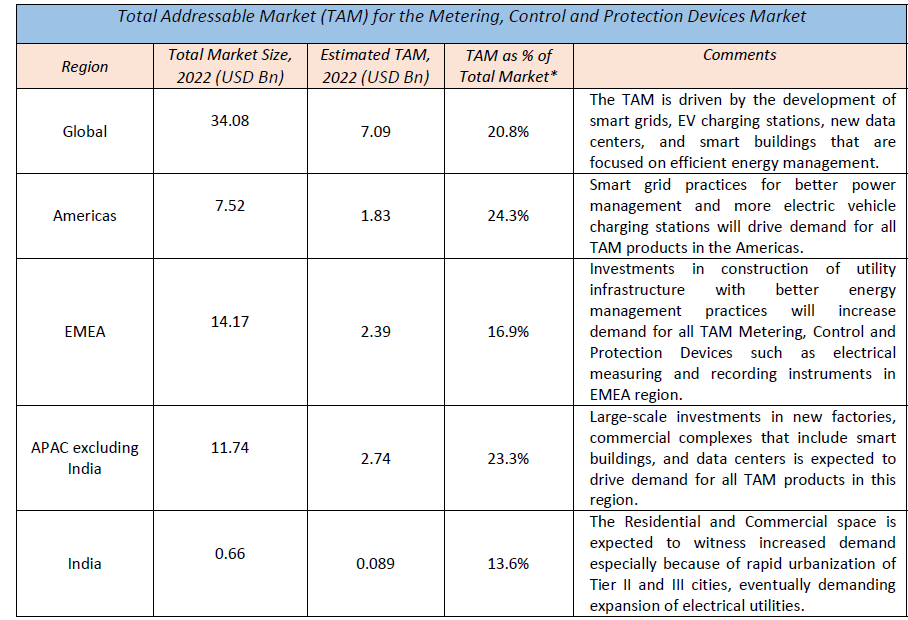 Total Addressable Market (TAM) for the Metering, Control and Protection Devices Market
Region
Total Market Size,
2022 (USD Bn)
Estimated TAM,
2022 (USD Bn)
TAM as % of
Total Market*
Comments
Global
34.08
7.09
20.8%
The TAM is driven by the development of
smart grids, EV charging stations, new data
centers, and smart buildings that are
focused on efficient energy management.
Americas
7.52
1.83
24.3%
Smart grid practices for better power
management and more electric vehicle
charging stations will drive demand for all
TAM products in the Americas.
EMEA
14.17
2.39
16.9%
Investments in construction of utility
infrastructure with better energy
management practices will increase
demand for all TAM Metering, Control and
Protection Devices such as electrical
measuring and recording instruments in
EMEA region.
APAC excluding
India
11.74
2.74
23.3%
Large-scale investments in new factories,
commercial complexes that include smart
buildings, and data centers is expected to
drive demand for all TAM products in this
region.
India
0.66
0.089
13.6%
The Residential and Commercial space is
expected to witness increased demand
especially because of rapid urbanization of
Tier II and III cities, eventually demanding
expansion of electrical utilities.